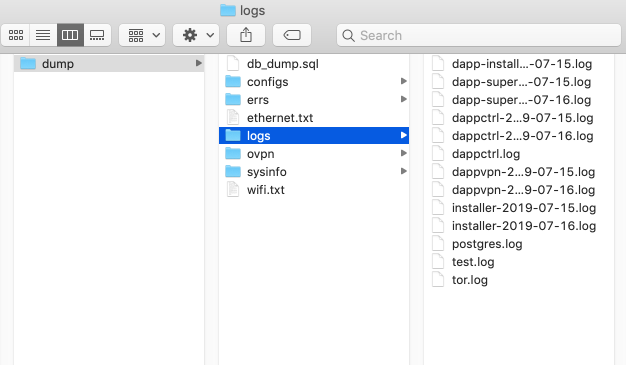 logs
Search
dump
db_dump.sql
configs
errs
ethernet.txt
logs
ovpn
sysinfo
wifi.txt
dapp-install...-07-15.log
dapp-super...-07-15.log
dapp-super...-07-16.log
dappctrl-2...9-07-15.log
dappctrl-2...9-07-16.log
dappctrl.log
dappvpn-2...9-07-15.log
dappvpn-2...9-07-16.log
installer-2019-07-15.log
installer-2019-07-16.log
postgres.log
test.log
tor.log